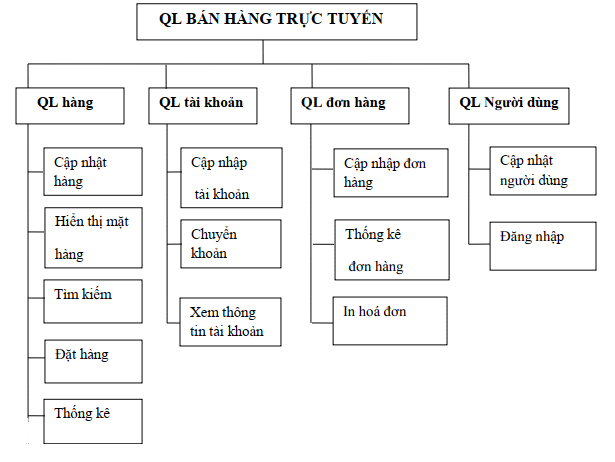 QL BÁN HÀNG TRỰC TUYẾN
QL hàng
QL tài khoản
QL đơn hàng
QL Người dùng
Cập nhật
hàng
Hiển thị mặt
hàng
Tìm kiếm
Đặt hàng
Thống kê
Cập nhập
tài khoản
Chuyển
khoản
Xem thông
tin tài khoản
Cập nhập đơn
hàng
Thống kê
đơn hàng
In hoá đơn
Cập nhật
người dùng
Đăng nhập